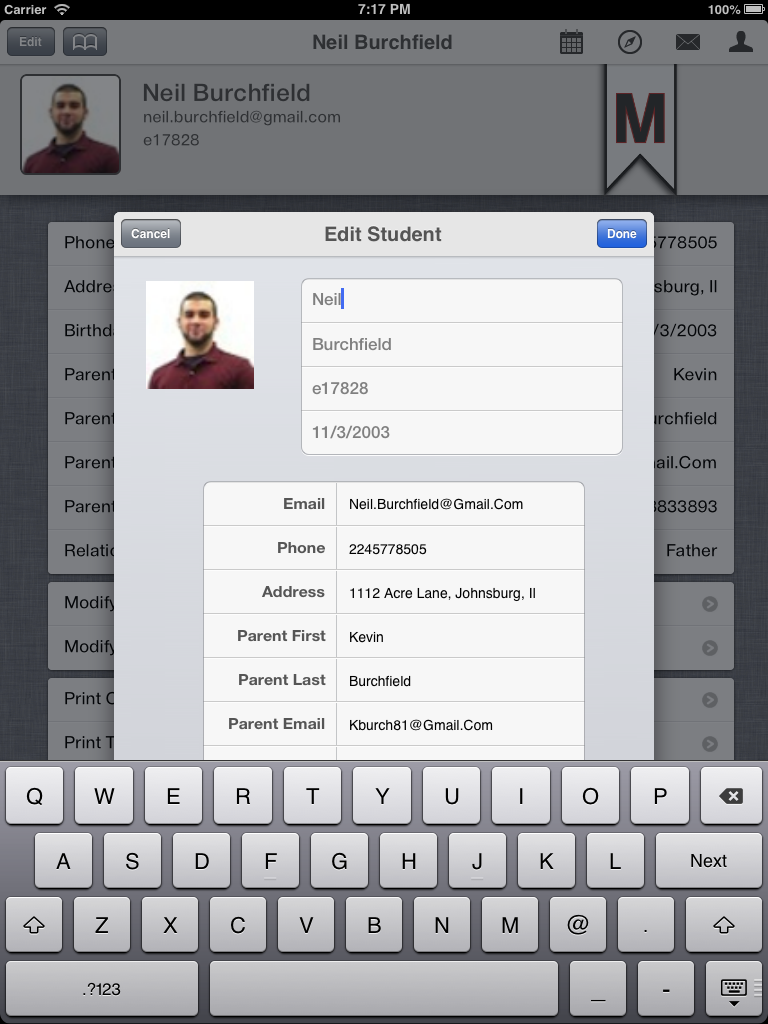 Carrier 7:17 PM 100%
Edit Neil Burchfield
Neil Burchfield
neil.burchfield@gmail.com
e17828
M
Cancel Edit Student Done
Phone 5778505
Addre sburg, Il
Birthd /3/2003
Parent Kevin
Parent urchfield
Parent ail.Com
Parent 3833893
Relatio Father
Modify
Modify
Print C
Print T
Neil
Burchfield
e17828
11/3/2003
Email Neil.Burchfield@Gmail.Com
Phone 2245778505
Address 1112 Acre Lane, Johnsburg, Il
Parent First Kevin
Parent Last Burchfield
Parent Email Kburch81@Gmail.Com
Q W E R T Y U I O P
A S D F G H J K L Next
Z X C V B N M @ .
.?123 _ -